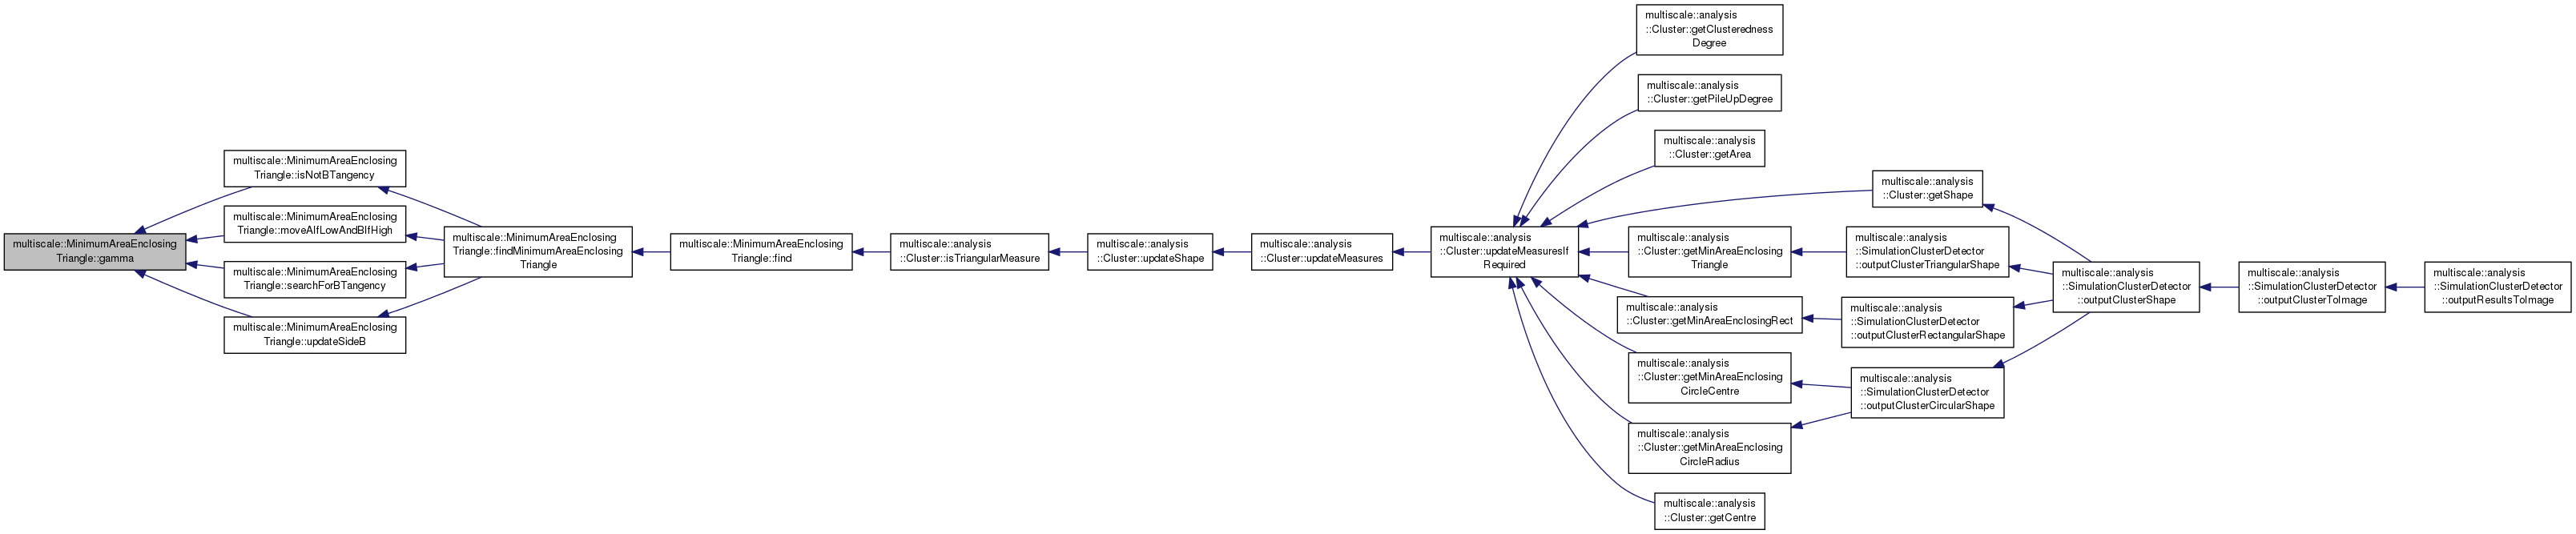 multiscale::MinimumAreaEnclosing
Triangle::gamma
multiscale::MinimumAreaEnclosing
Triangle::isNotBTangency
multiscale::MinimumAreaEnclosing
Triangle::moveAIfLowAndBIfHigh
multiscale::MinimumAreaEnclosing
Triangle::searchForBTangency
multiscale::MinimumAreaEnclosing
Triangle::updateSideB
multiscale::MinimumAreaEnclosing
Triangle::findMinimumAreaEnclosing
Triangle
multiscale::MinimumAreaEnclosing
Triangle::find
multiscale::analysis
::Cluster::isTriangularMeasure
multiscale::analysis
::Cluster::updateShape
multiscale::analysis
::Cluster::updateMeasures
multiscale::analysis
::Cluster::updateMeasuresIf
Required
multiscale::analysis
::Cluster::getClusteredness
Degree
multiscale::analysis
::Cluster::getPileUpDegree
multiscale::analysis
::Cluster::getArea
multiscale::analysis
::Cluster::getShape
multiscale::analysis
::Cluster::getMinAreaEnclosing
Triangle
multiscale::analysis
::Cluster::getMinAreaEnclosingRect
multiscale::analysis
::Cluster::getMinAreaEnclosing
CircleCentre
multiscale::analysis
::Cluster::getMinAreaEnclosing
CircleRadius
multiscale::analysis
::Cluster::getCentre
multiscale::analysis
::SimulationClusterDetector
::outputClusterTriangularShape
multiscale::analysis
::SimulationClusterDetector
::outputClusterRectangularShape
multiscale::analysis
::SimulationClusterDetector
::outputClusterCircularShape
multiscale::analysis
::SimulationClusterDetector
::outputClusterShape
multiscale::analysis
::SimulationClusterDetector
::outputClusterToImage
multiscale::analysis
::SimulationClusterDetector
::outputResultsToImage